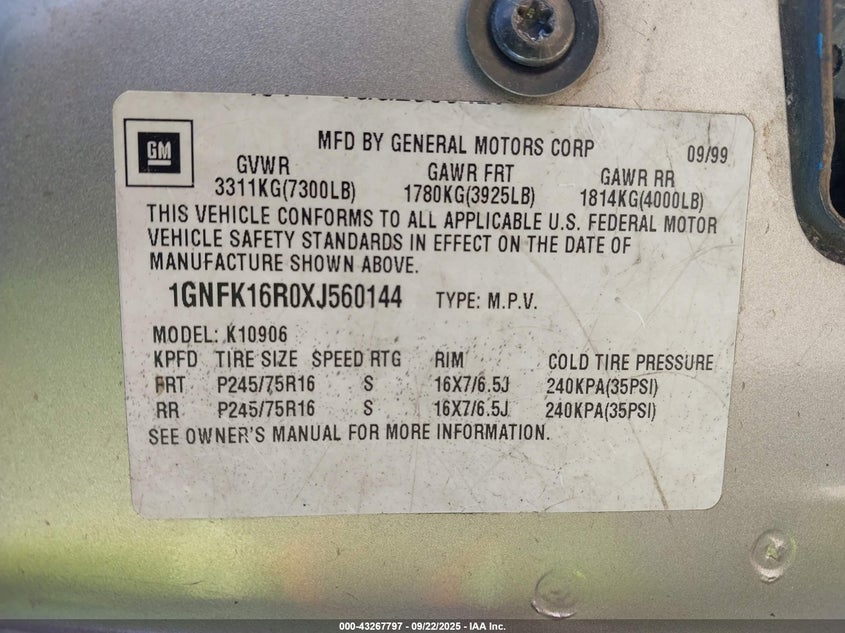 MFD BY GENERAL MOTORS CORP 09/99
GM
GVWR GAWR FRT GAWR RR
3311KG(7300LB) 1780KG(3925LB) 1814KG(4000LB)
THIS VEHICLE CONFORMS TO ALL APPLICABLE U.S. FEDERAL MOTOR
VEHICLE SAFETY STANDARDS IN EFFECT ON THE DATE OF
MANUFACTURE SHOWN ABOVE.
1GNFK16R0XJ560144 TYPE: M.P.V.
MODEL: K10906
KPFD TIRE SIZE SPEED RTG RIM COLD TIRE PRESSURE
FRT P245/75R16 S 16X7/6.5J 240KPA(35PSI)
RR P245/75R16 S 16X7/6.5J 240KPA(35PSI)
SEE OWNER'S MANUAL FOR MORE INFORMATION.
000-43267797 - 09/22/2025 - IAA Inc.